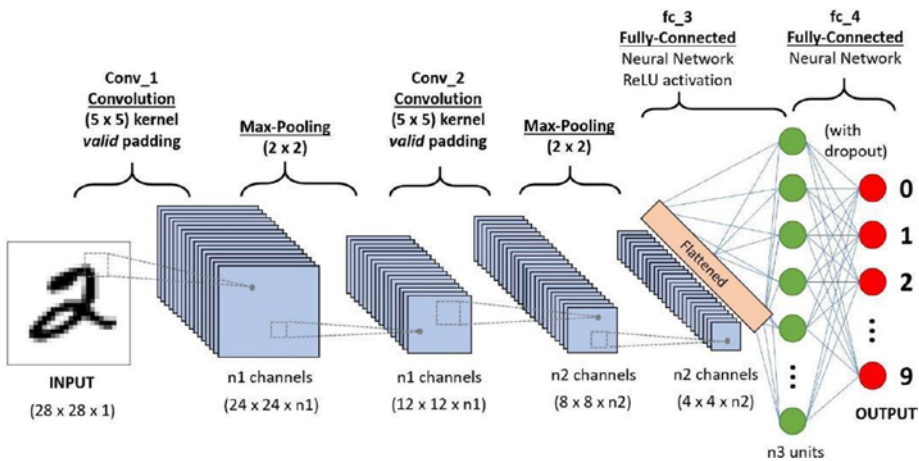 Conv_1
Convolution
(5 x 5) kernel
valid padding
Max-Pooling
(2 x 2)
Conv_2
Convolution
(5 x 5) kernel
valid padding
Max-Pooling
(2 x 2)
fc_3
Fully-Connected
Neural Network
ReLU activation
fc_4
Fully-Connected
Neural Network
(with
dropout)
2
INPUT
(28 x 28 x 1)
n1 channels
(24 x 24 x n1)
n1 channels
(12 x 12 x n1)
n2 channels
(8 x 8 x n2)
n2 channels
(4 x 4 x n2)
Flattened
n3 units
0
1
2
9
OUTPUT